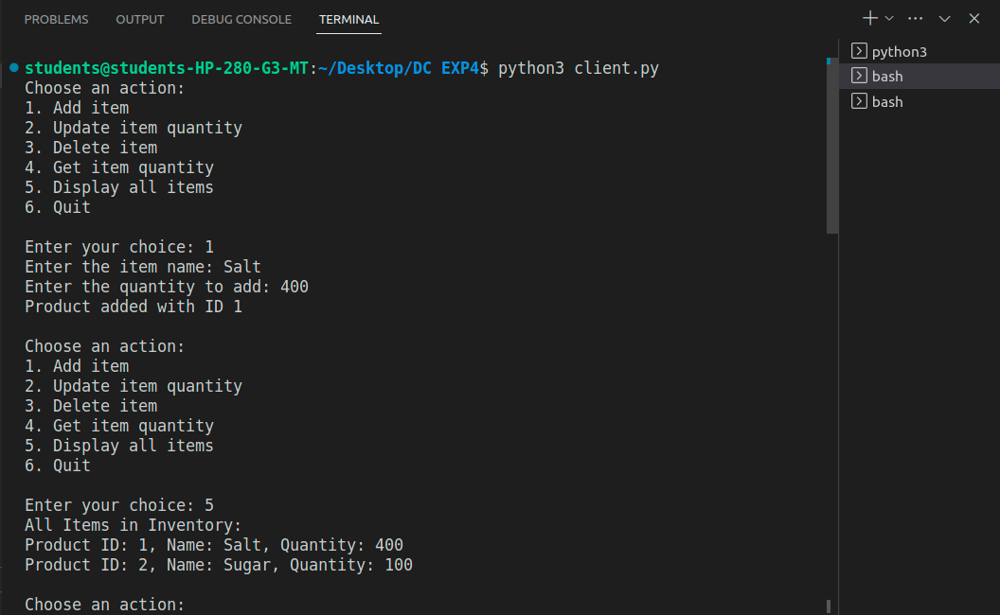 PROBLEMS OUTPUT DEBUG CONSOLE TERMINAL
students@students-HP-280-G3-MT:~/Desktop/DC EXP4$ python3 client.py
Choose an action:
1. Add item
2. Update item quantity
3. Delete item
4. Get item quantity
5. Display all items
6. Quit
Enter your choice: 1
Enter the item name: Salt
Enter the quantity to add: 400
Product added with ID 1
Choose an action:
1. Add item
2. Update item quantity
3. Delete item
4. Get item quantity
5. Display all items
6. Quit
Enter your choice: 5
All Items in Inventory:
Product ID: 1, Name: Salt, Quantity: 400
Product ID: 2, Name: Sugar, Quantity: 100
Choose an action:
python3
bash
bash